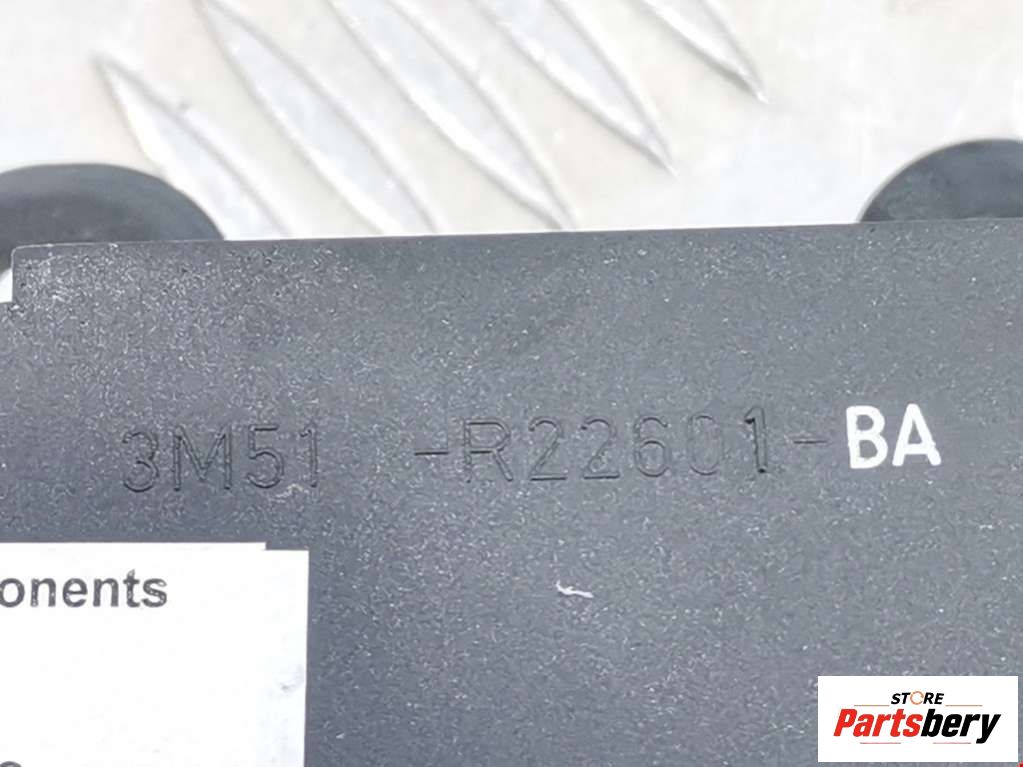 3M51 -R22601-BA
onents
STORE
Partsbery